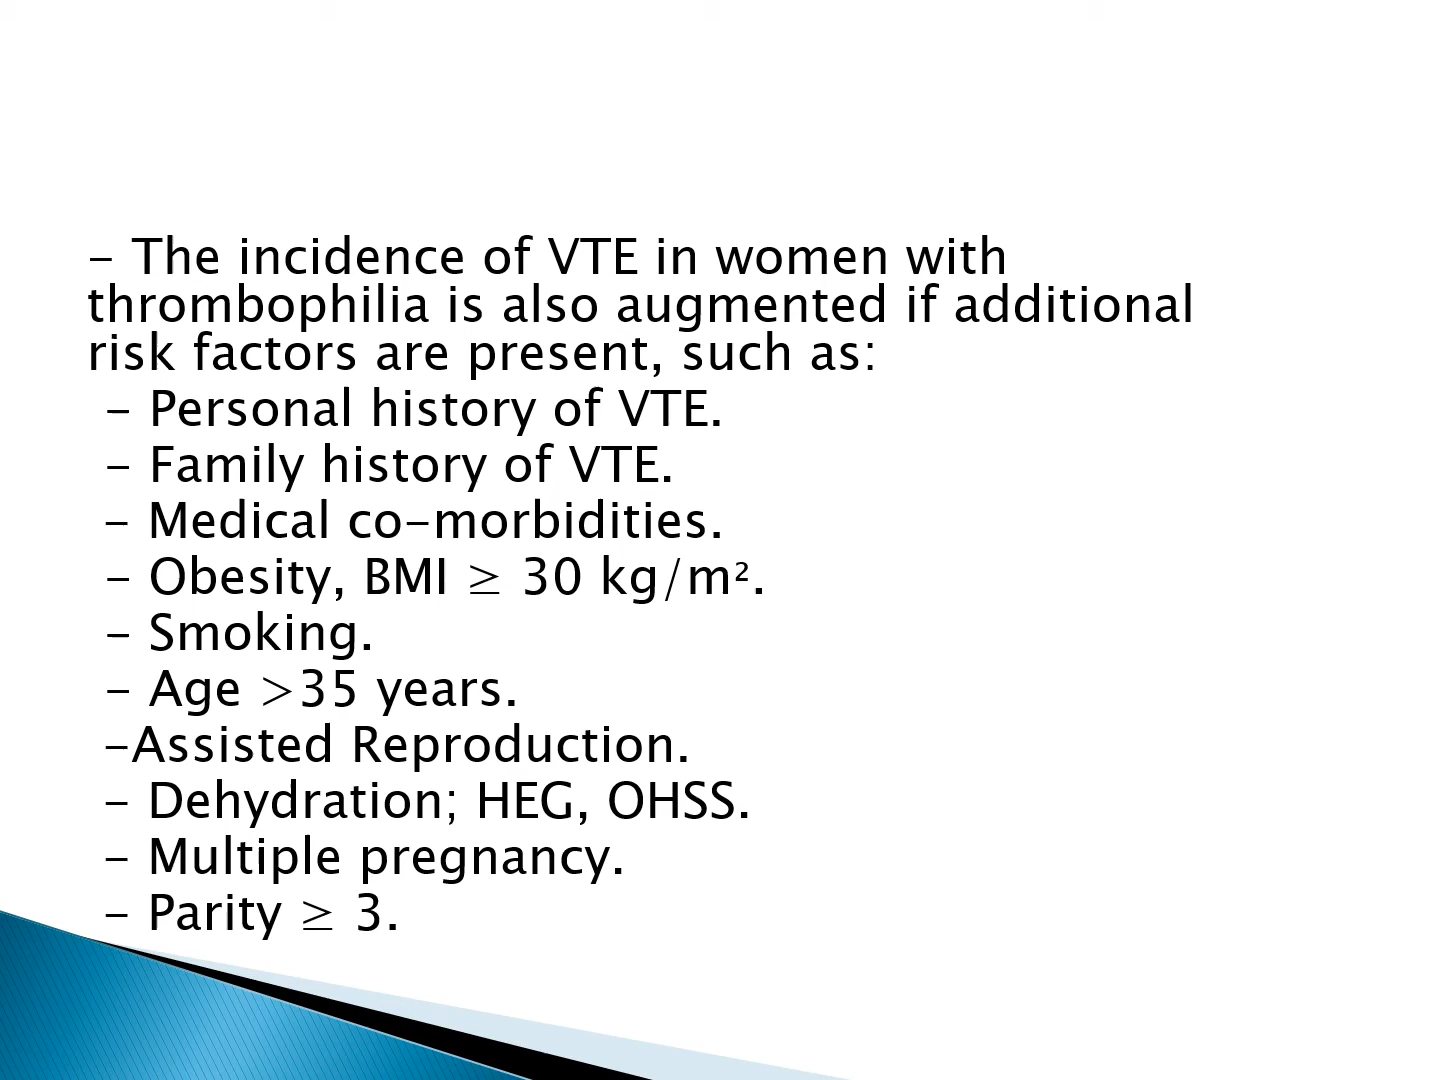 - The incidence of VTE in women with
thrombophilia is also augmented if additional
risk factors are present, such as:
- Personal history of VTE.
- Family history of VTE.
- Medical co-morbidities.
- Obesity, BMI ≥ 30 kg/m².
- Smoking.
- Age >35 years.
-Assisted Reproduction.
- Dehydration; HEG, OHSS.
- Multiple pregnancy.
- Parity ≥ 3.